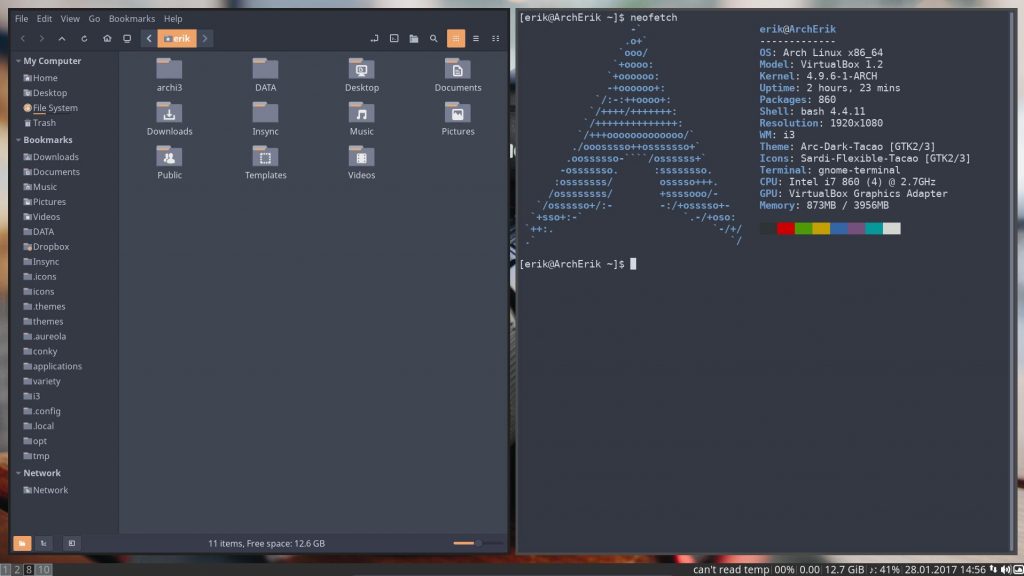 File Edit View Go Bookmarks Help
erik
My Computer
Home
Desktop
File System
Trash
Bookmarks
Downloads
Documents
Music
Pictures
Videos
DATA
Dropbox
Insync
.icons
icons
.themes
themes
.aureola
conky
applications
variety
i3
.config
.local
opt
tmp
Network
Network
archi3 DATA Desktop Documents
Downloads Insync Music Pictures
Public Templates Videos
11 items, Free space: 12.6 GB
[erik@ArchErik ~]$ neofetch
erik@ArchErik
-------------
OS: Arch Linux x86_64
Model: VirtualBox 1.2
Kernel: 4.9.6-1-ARCH
Uptime: 2 hours, 23 mins
Packages: 860
Shell: bash 4.4.11
Resolution: 1920x1080
WM: i3
Theme: Arc-Dark-Tacao [GTK2/3]
Icons: Sardi-Flexible-Tacao [GTK2/3]
Terminal: gnome-terminal
CPU: Intel i7 860 (4) @ 2.7GHz
GPU: VirtualBox Graphics Adapter
Memory: 873MB / 3956MB
[erik@ArchErik ~]$
1 2 8 10
can't read temp 00% 0.00 12.7 GiB ♪: 41% 28.01.2017 14:56